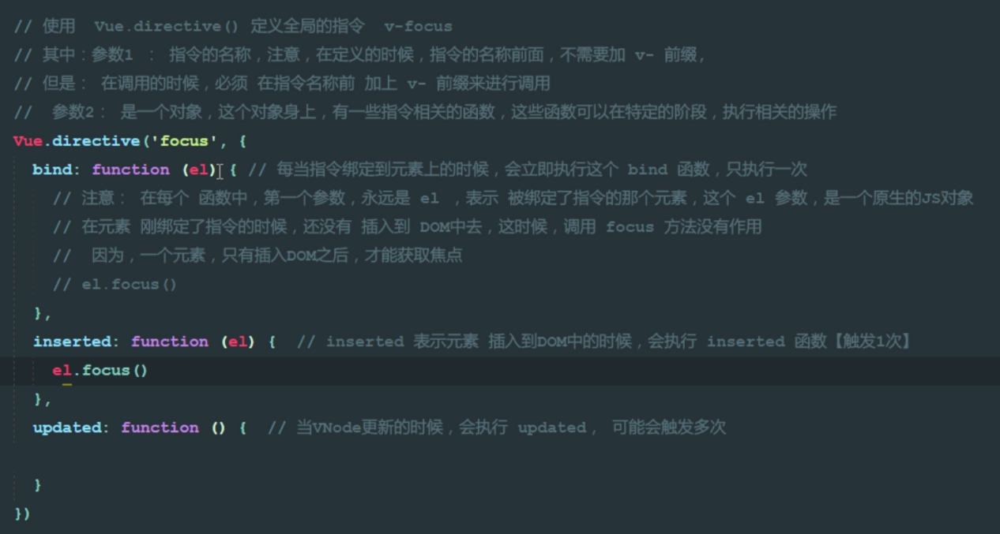 // 使用  Vue.directive() 定义全局的指令  v-focus
// 其中：参数1 ： 指令的名称，注意，在定义的时候，指令的名称前面，不需要加 v- 前缀，
// 但是： 在调用的时候，必须 在指令名称前 加上 v- 前缀来进行调用
//  参数2： 是一个对象，这个对象身上，有一些指令相关的函数，这些函数可以在特定的阶段，执行相关的操作
Vue.directive('focus', {
  bind: function (el) { // 每当指令绑定到元素上的时候，会立即执行这个 bind 函数，只执行一次
    // 注意： 在每个 函数中，第一个参数，永远是 el ，表示 被绑定了指令的那个元素，这个 el 参数，是一个原生的JS对象
    // 在元素 刚绑定了指令的时候，还没有 插入到 DOM中去，这时候，调用 focus 方法没有作用
    //  因为，一个元素，只有插入DOM之后，才能获取焦点
    // el.focus()
  },
  inserted: function (el) {  // inserted 表示元素 插入到DOM中的时候，会执行 inserted 函数【触发1次】
    el.focus()
  },
  updated: function () {  // 当VNode更新的时候，会执行 updated， 可能会触发多次
  }
})